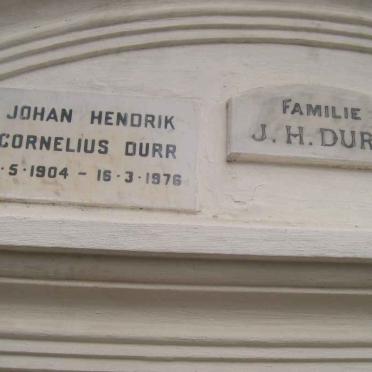 JOHAN HENDRIK
CORNELIUS DURR
·5·1904 - 16·3·1976
FAMILIE
J. H. DUR